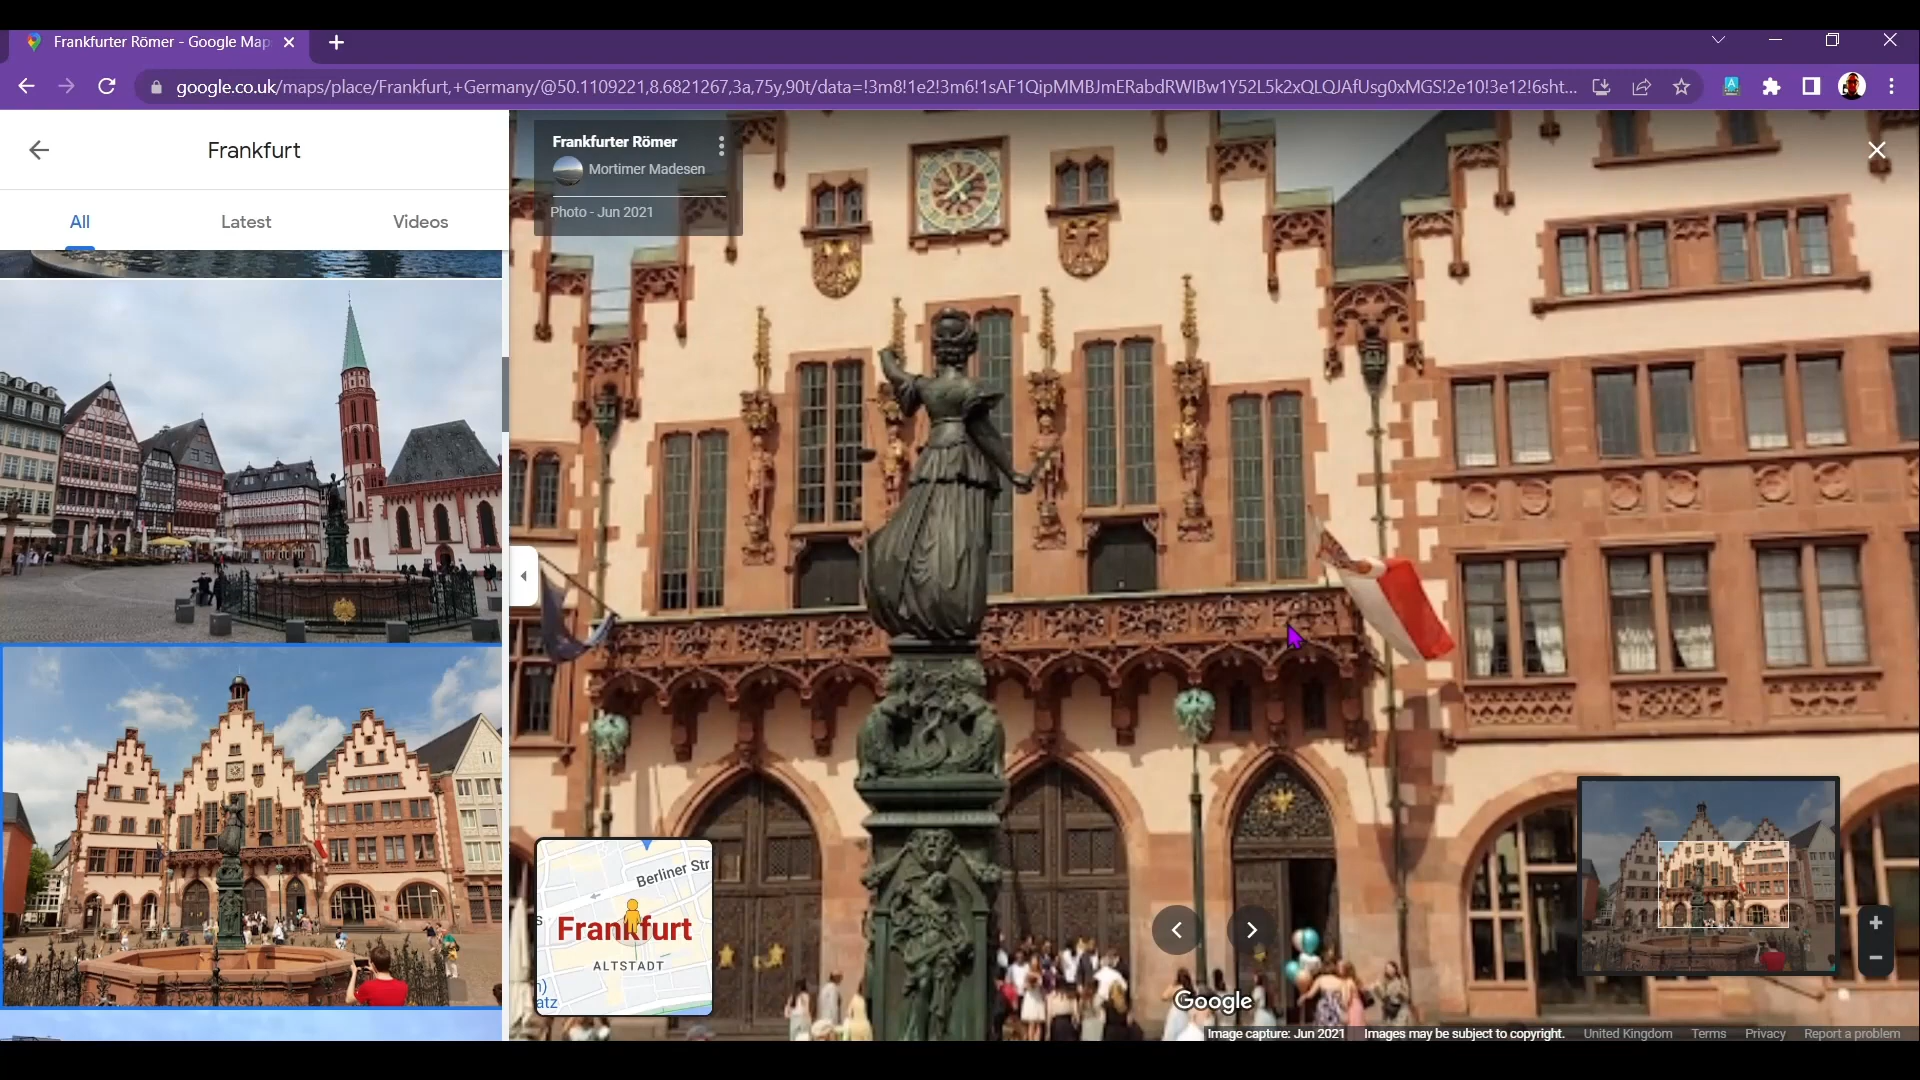 Frankfurter Römer - Google Map
google.co.uk/maps/place/Frankfurt,+Germany/@50.1109221,8.6821267,3a,75y,90t/data=!3m8!1e2!3m6!1sAF1QipMMBJmERabdRWIBw1Y52L5k2xQLQJAfUsg0xMGS!2e10!3e12!6sht...
Frankfurt
All Latest Videos
Frankfurter Römer
Mortimer Madesen
Photo - Jun 2021
Berliner Str
Frankfurt
ALTSTADT
atz
Google
Image capture: Jun 2021 Images may be subject to copyright. United Kingdom Terms Privacy Report a problem